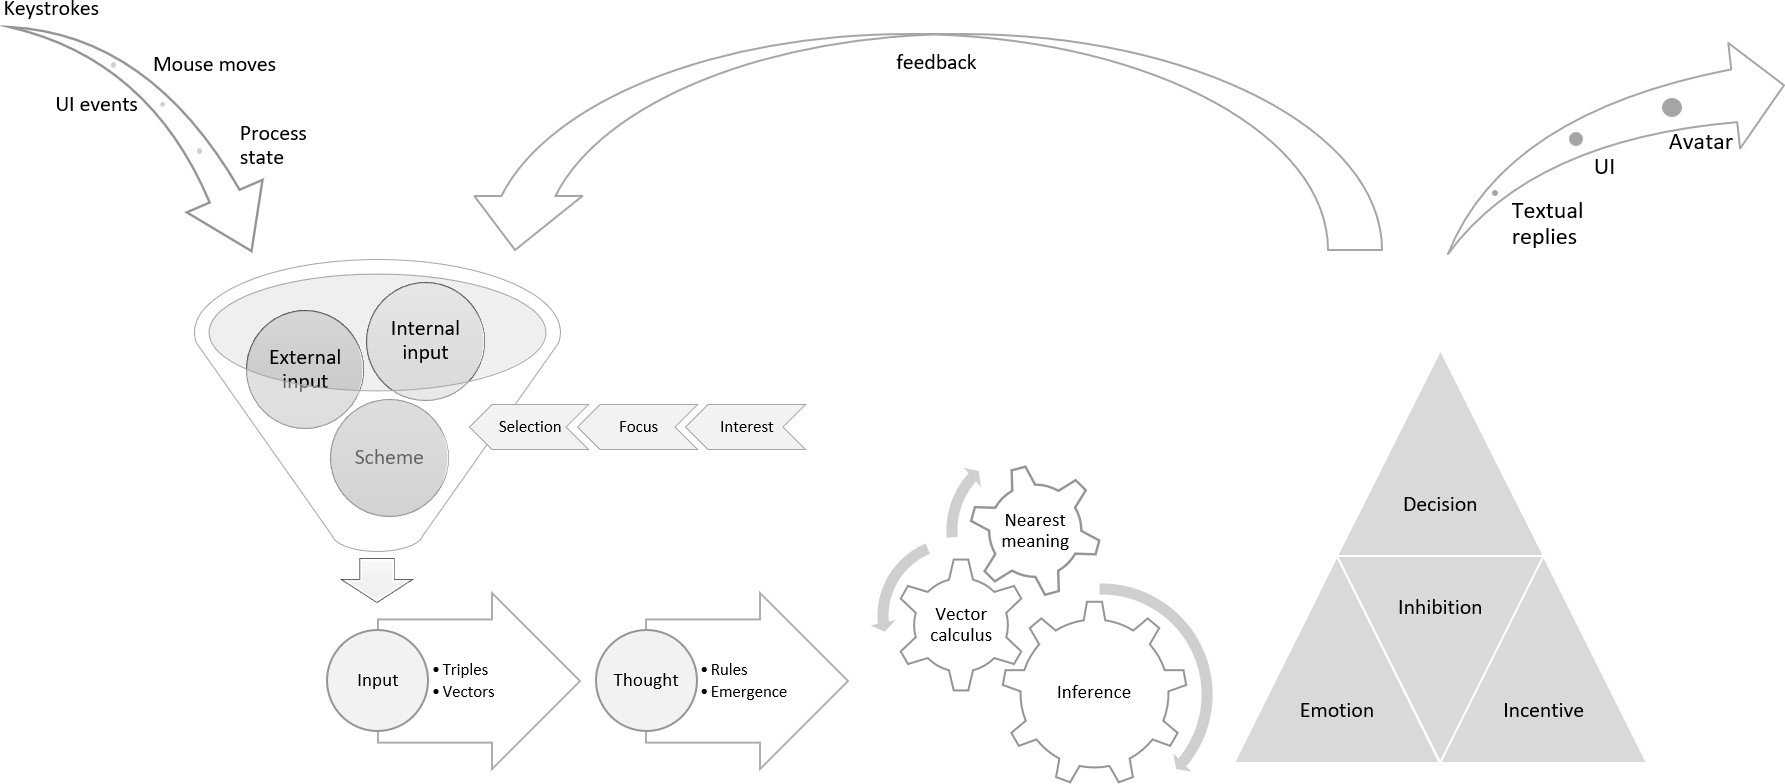 Keystrokes
Mouse moves
UI events
Process
state
feedback
Avatar
UI
Textual
replies
External
input
Internal
input
Scheme
Selection
Focus
Interest
Input
• Triples
• Vectors
Thought
• Rules
• Emergence
Nearest
meaning
Vector
calculus
Inference
Decision
Inhibition
Emotion
Incentive